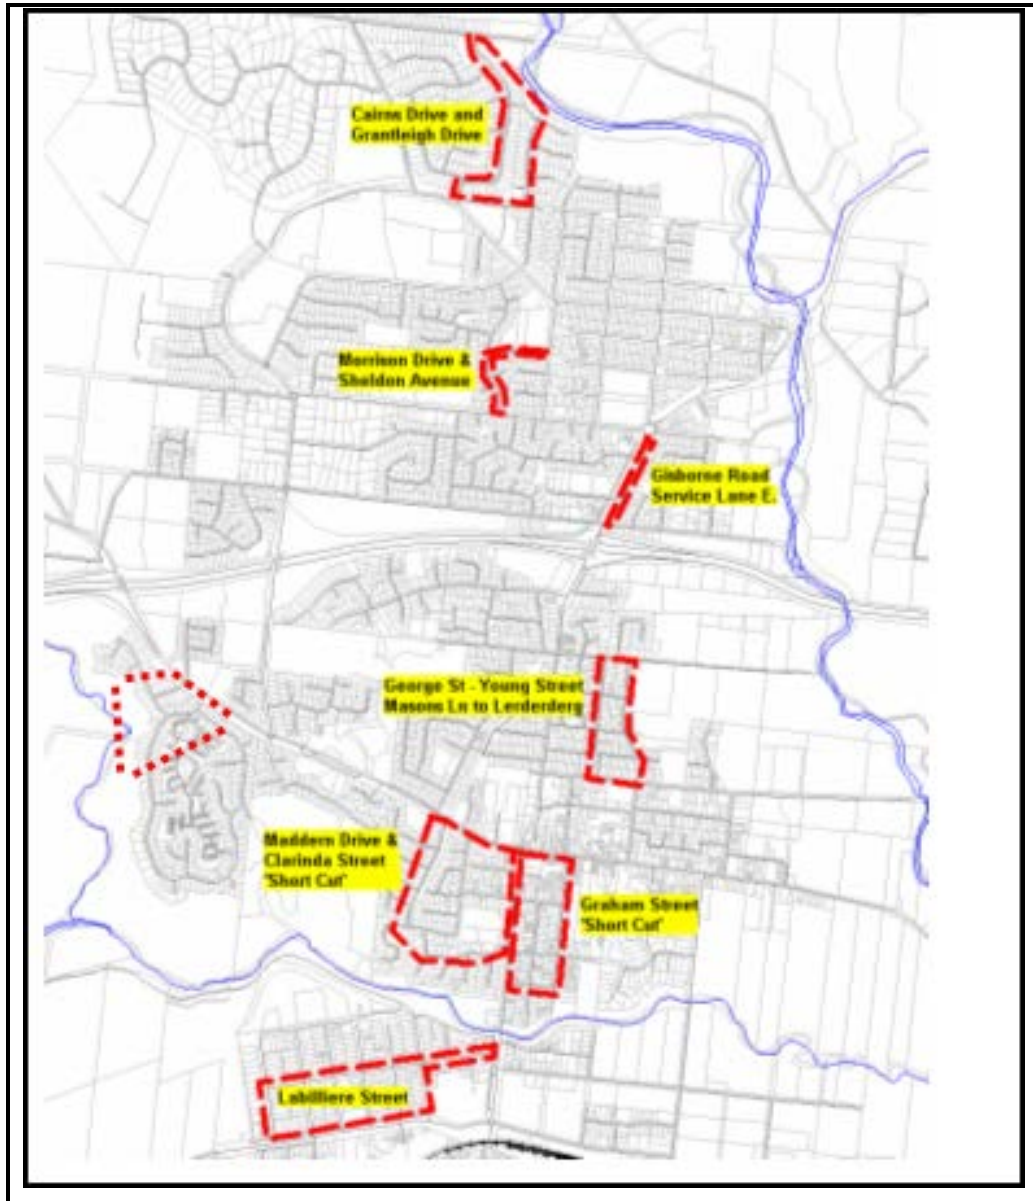 Cairns Drive and
Grantleigh Drive
Morrison Drive &
Sheldon Avenue
Gisborne Road
Service Lane E.
George St - Young Street
Masons Ln to Lerderderg
Maddern Drive &
Clarinda Street
'Short Cut'
Graham Street
'Short Cut'
Labilliere Street